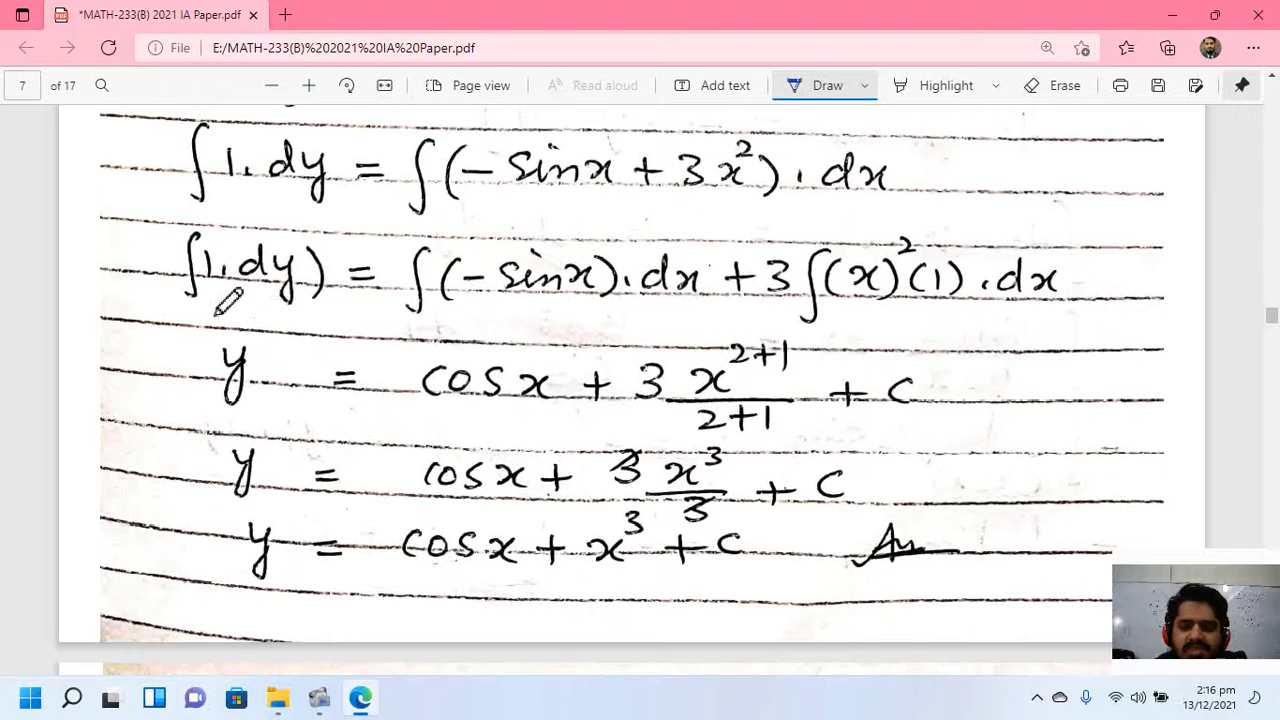 *MATH-233(B) 2021 IA Paper.pdf
File E:/MATH-233(B)%202021%20IA%20Paper.pdf
7 of 17 Page view Read aloud Add text Draw Highlight Erase
∫1.dy = ∫(-sinx + 3x²).dx
∫1.dy) = ∫(-sinx).dx + 3∫(x)²(1).dx
y = cosx + 3 x²⁺¹/2+1 + c
y = cosx + 3 x³/3 + c
y = cosx + x³ + c Ans
2:16 pm
13/12/2021